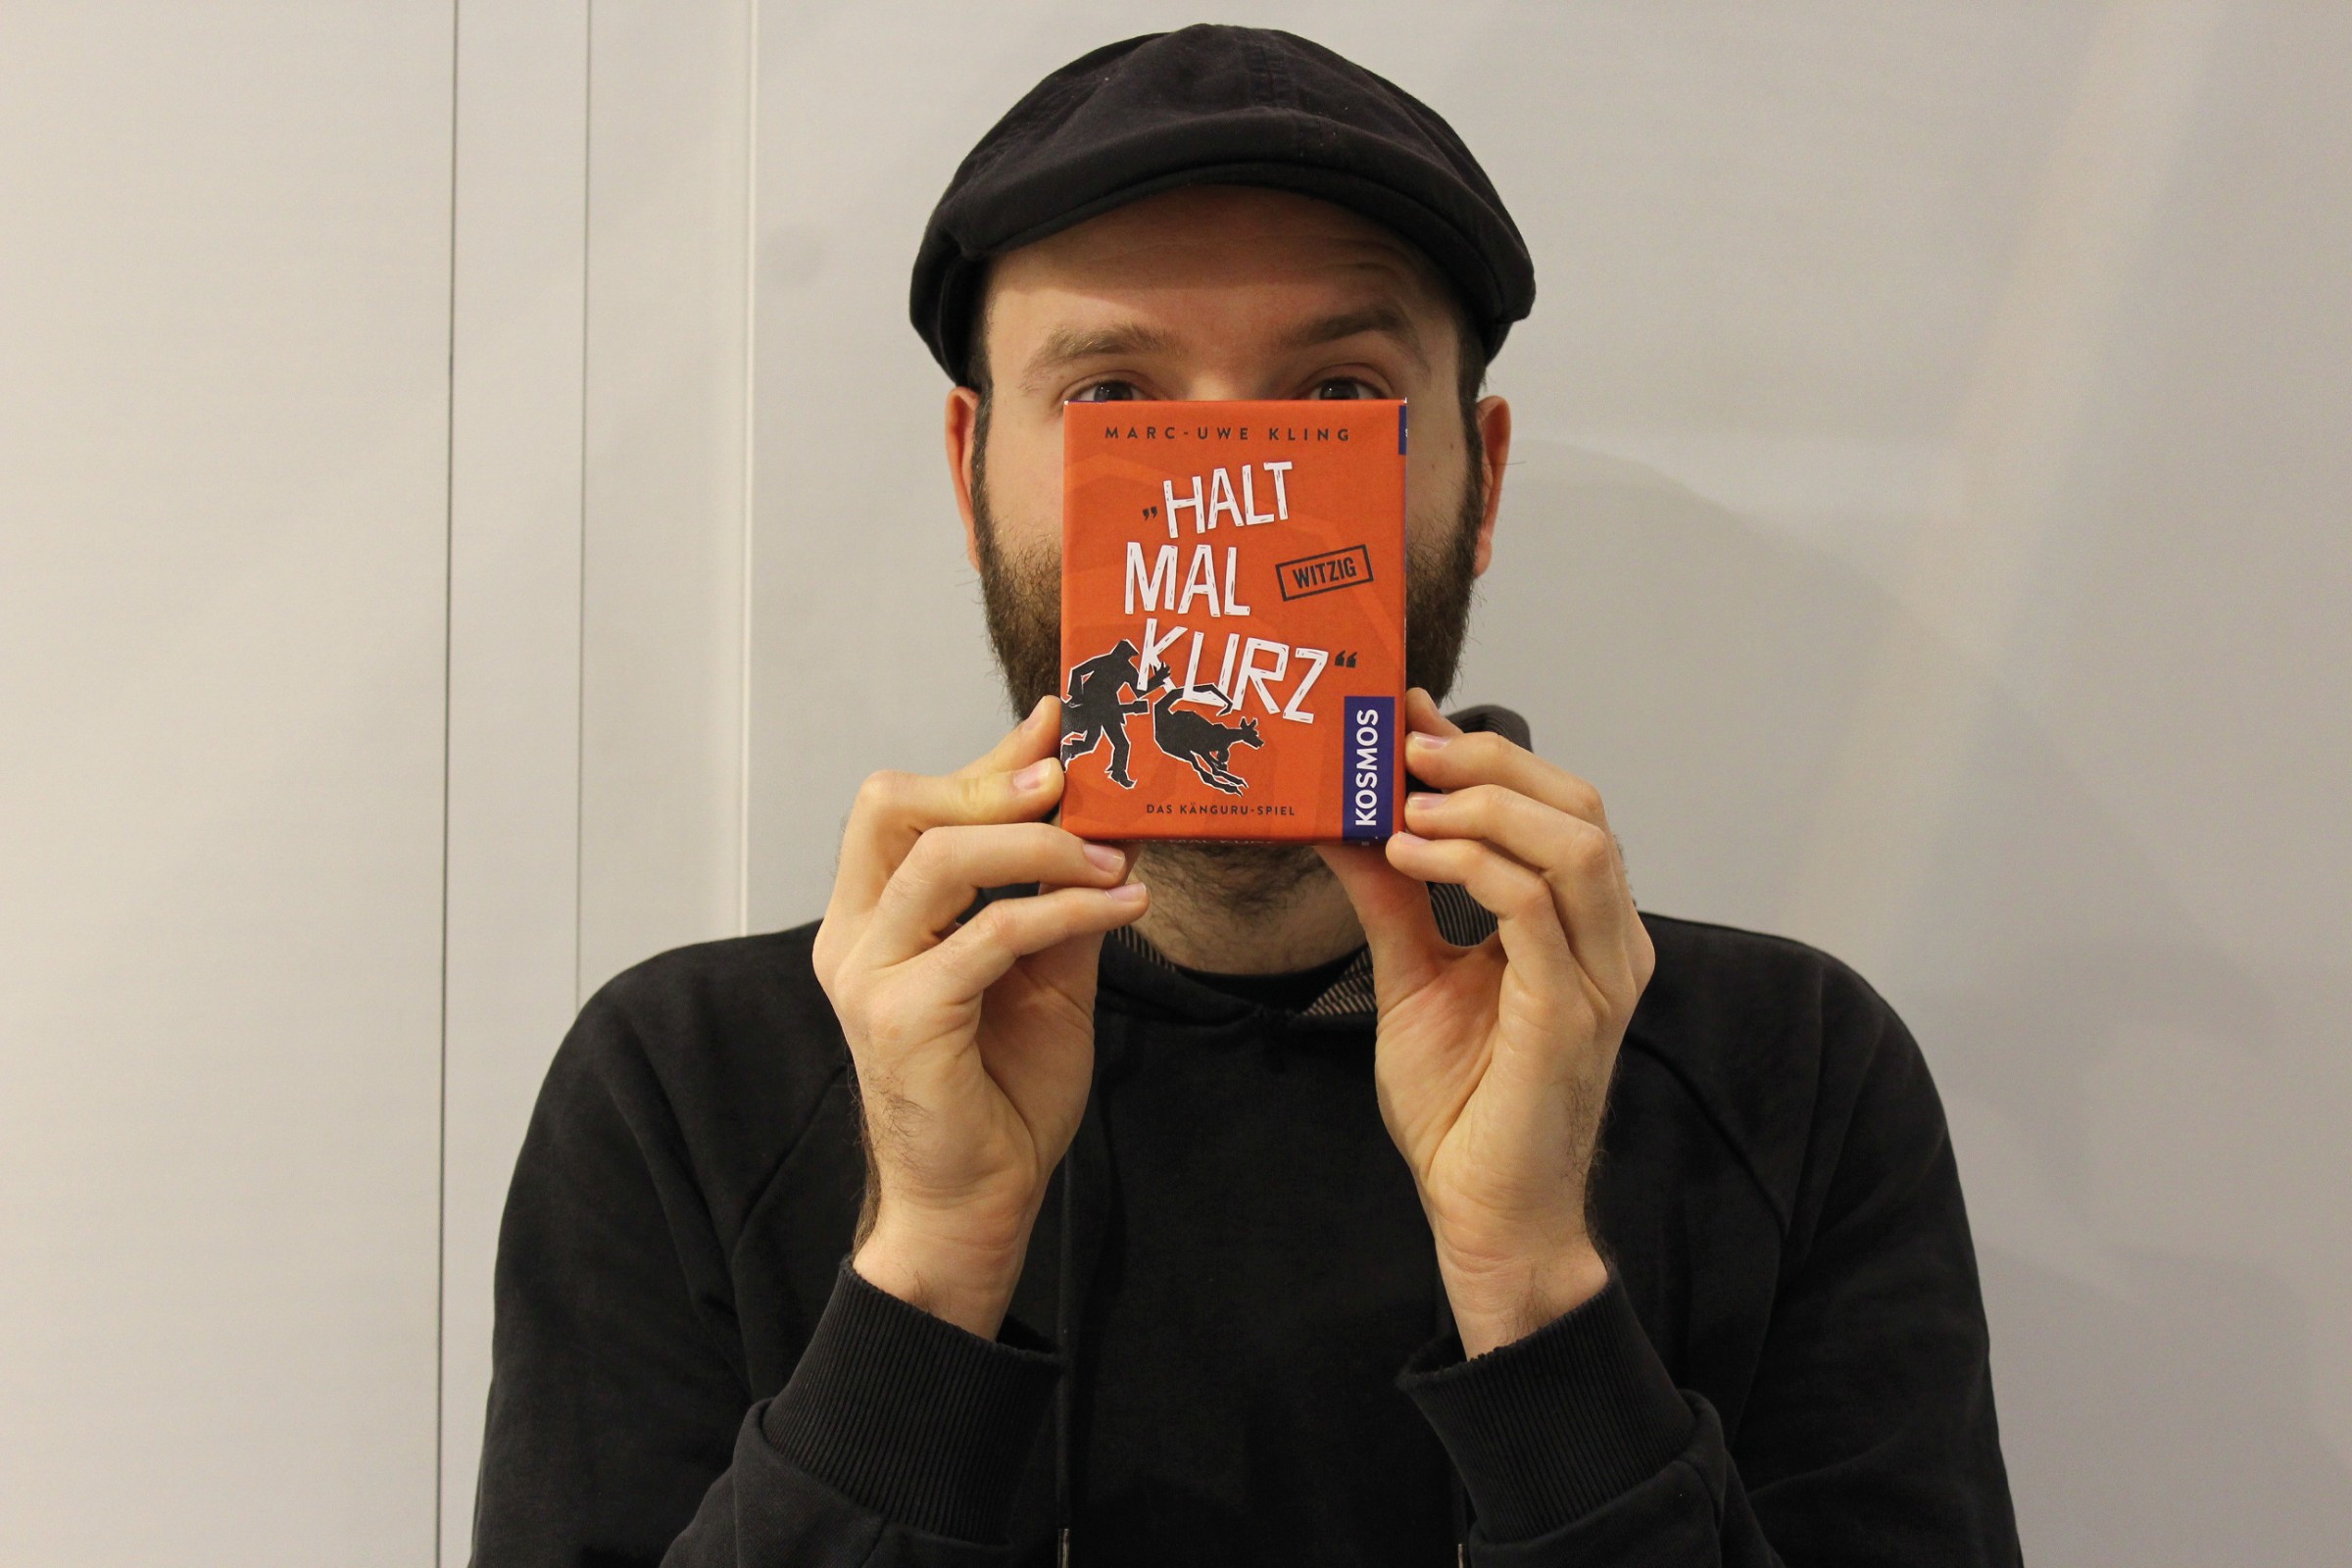 MARC-UWE KLING
„HALT
MAL
WITZIG
KURZ“
KOSMOS
DAS KÄNGURU-SPIEL